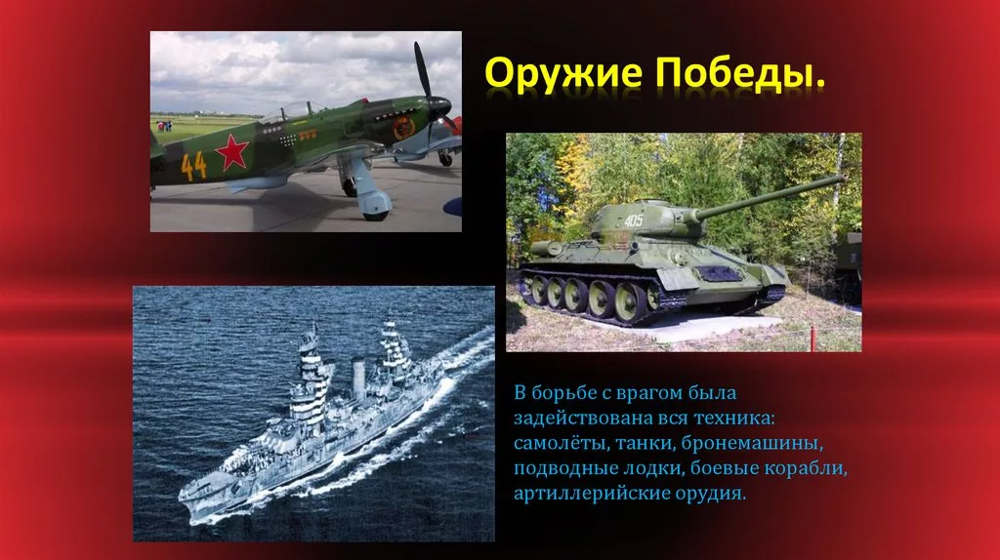 Оружие Победы.
44
405
В борьбе с врагом была
задействована вся техника:
самолёты, танки, бронемашины,
подводные лодки, боевые корабли,
артиллерийские орудия.